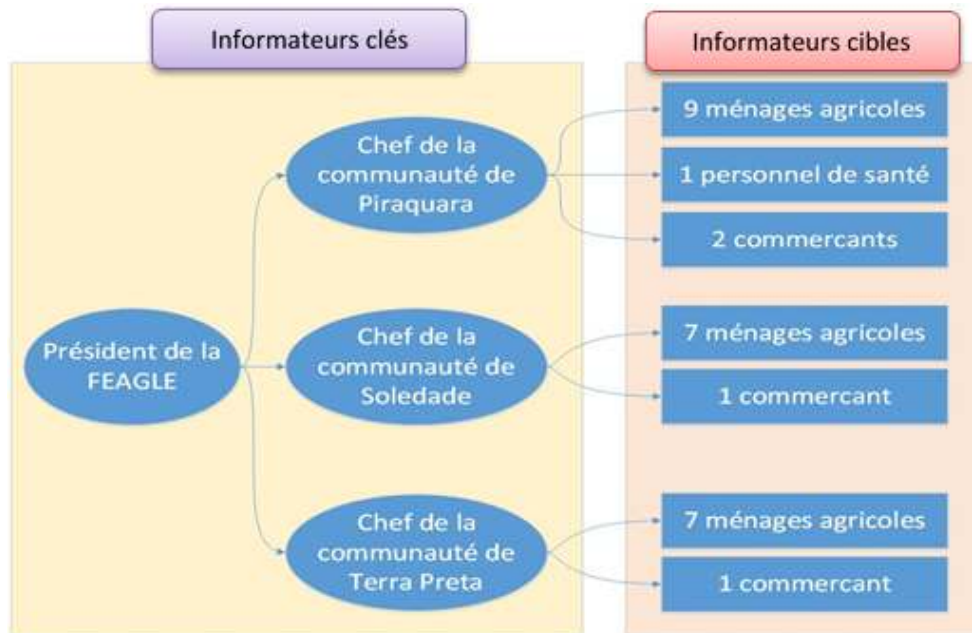 Informateurs clés
Informateurs cibles
Président de la
FEAGLE
Chef de la
communauté de
Piraquara
9 ménages agricoles
1 personnel de santé
2 commercants
Chef de la
communauté de
Soledade
7 ménages agricoles
1 commercant
Chef de la
communauté de
Terra Preta
7 ménages agricoles
1 commercant